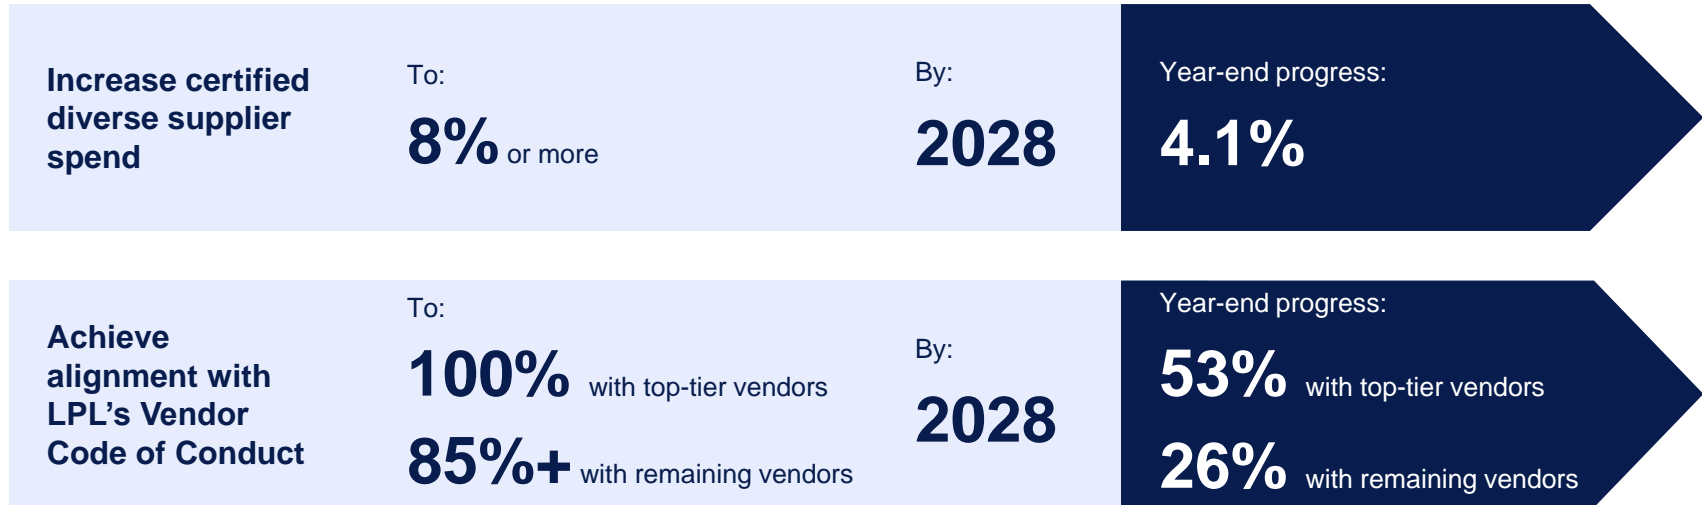 Increase certified
diverse supplier
spend
To:
8% or more
By:
2028
Year-end progress:
4.1%
Achieve
alignment with
LPL's Vendor
Code of Conduct
To:
100% with top-tier vendors
85%+ with remaining vendors
By:
2028
Year-end progress:
53% with top-tier vendors
26% with remaining vendors